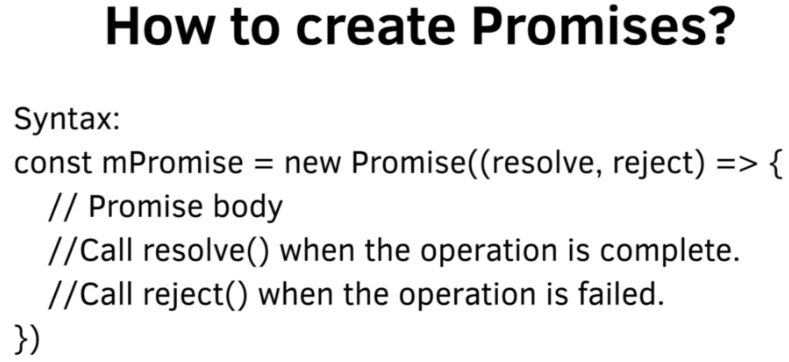 How to create Promises?
Syntax:
const mPromise = new Promise((resolve, reject) => {
// Promise body
//Call resolve() when the operation is complete.
//Call reject() when the operation is failed.
})